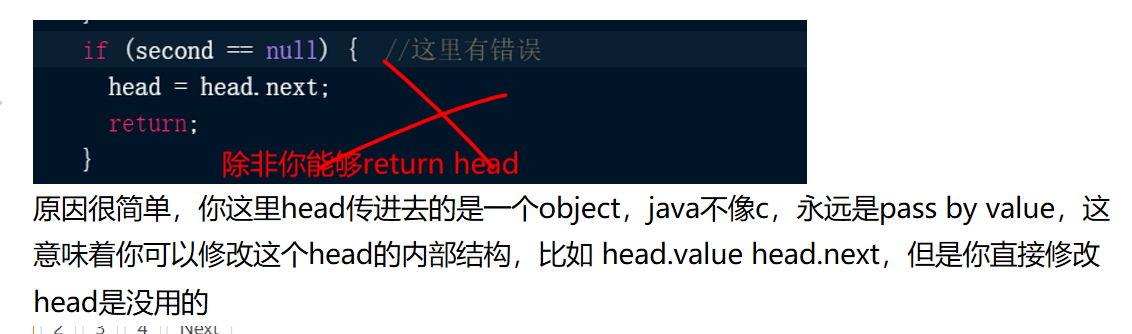 if (second == null) { //这里有错误
head = head.next;
return;
}
除非你能够return head
原因很简单，你这里head传进去的是一个object，java不像c，永远是pass by value，这
意味着你可以修改这个head的内部结构，比如 head.value head.next，但是你直接修改
head是没用的
2 3 4 Next